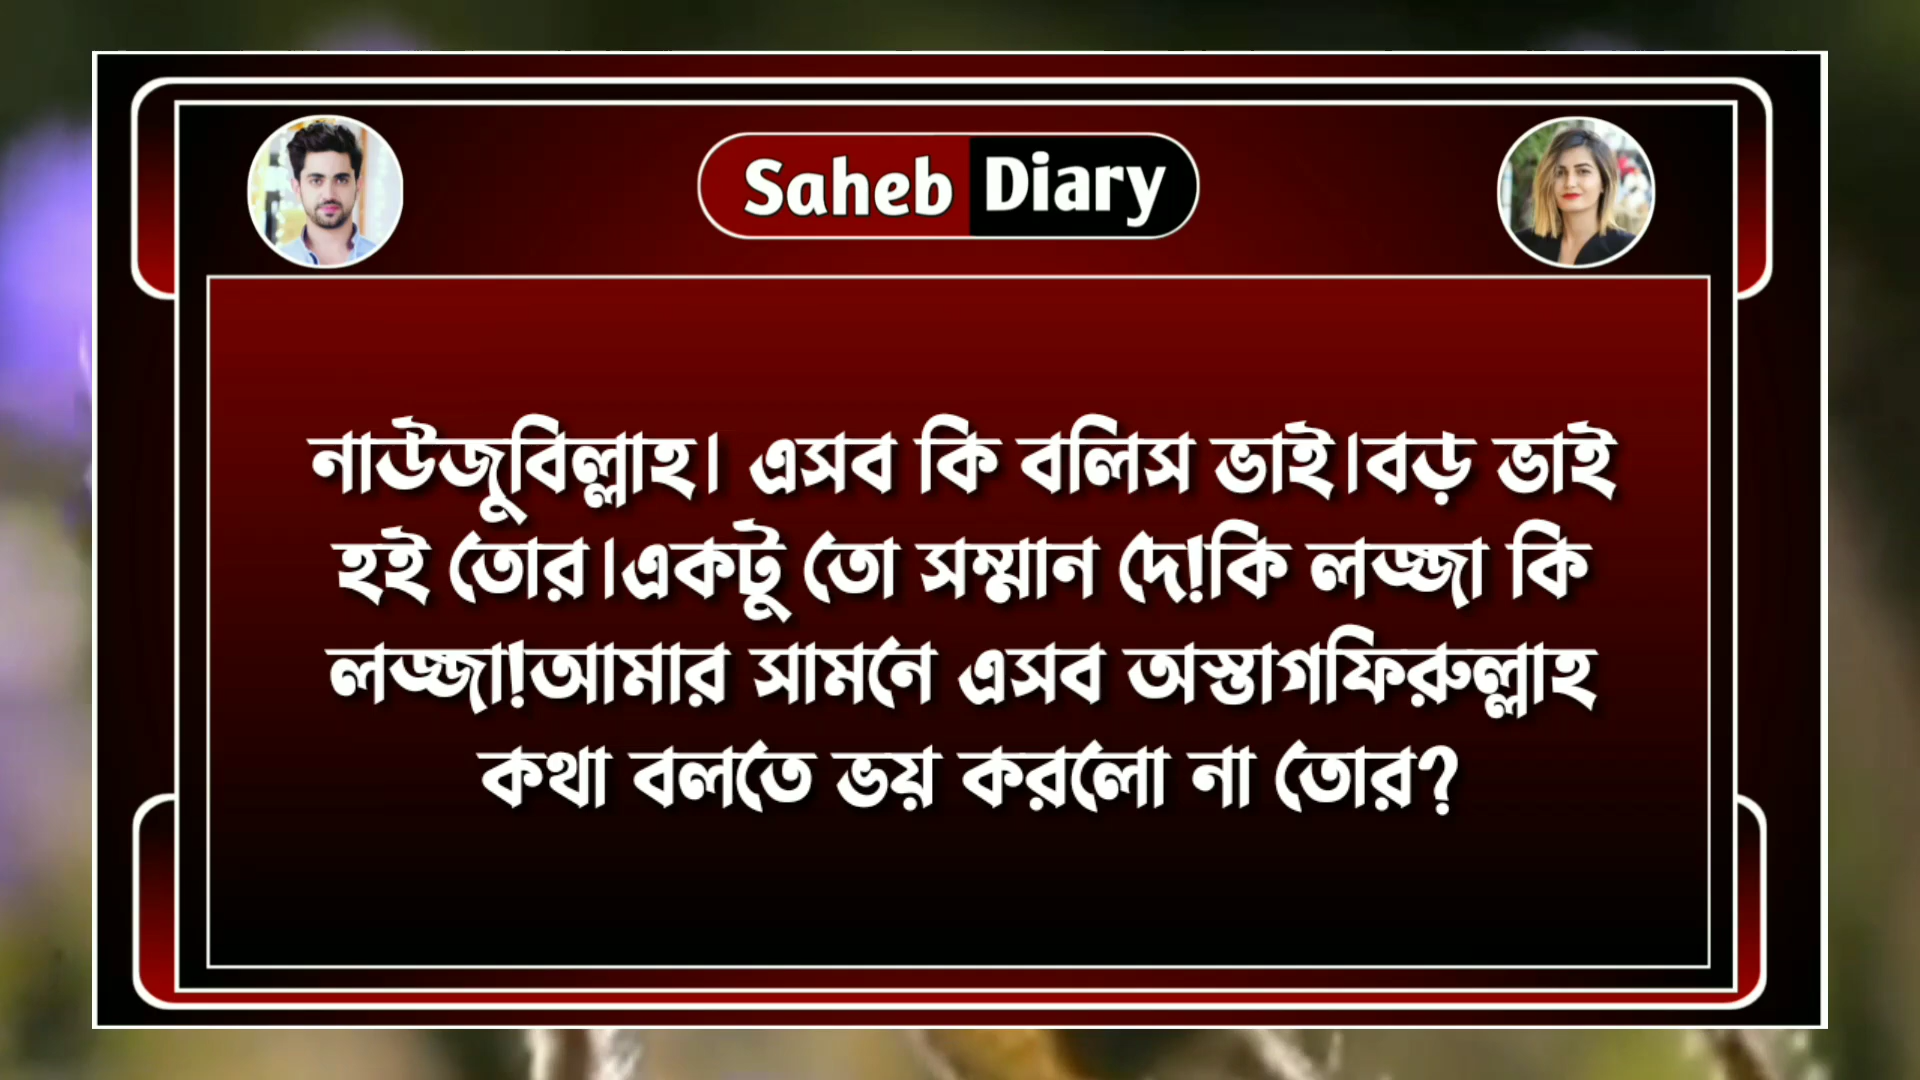 Saheb Diary
নাউজুবিল্লাহ। এসব কি বলিস ভাই।বড় ভাই
হই তোর।একটু তো সম্মান দে!কি লজ্জা কি
লজ্জা!আমার সামনে এসব অস্তাগফিরুল্লাহ
কথা বলতে ভয় করলো না তোর?